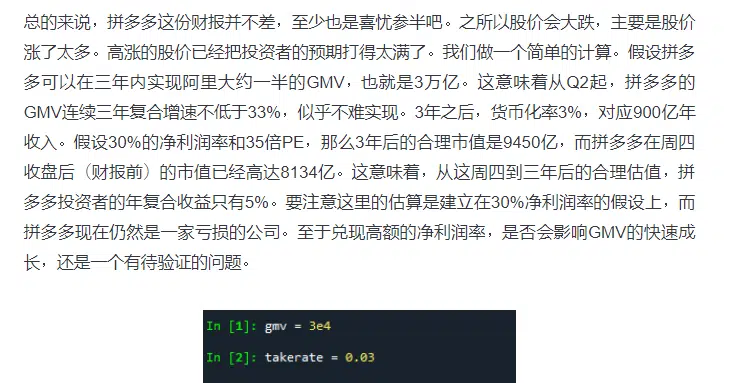 总的来说，拼多多这份财报并不差，至少也是喜忧参半吧。之所以股价会大跌，主要是股价
涨了太多。高涨的股价已经把投资者的预期打得太满了。我们做一个简单的计算。假设拼多
多可以在三年内实现阿里大约一半的GMV，也就是3万亿。这意味着从Q2起，拼多多的
GMV连续三年复合增速不低于33%，似乎不难实现。3年之后，货币化率3%，对应900亿年
收入。假设30%的净利润率和35倍PE，那么3年后的合理市值是9450亿，而拼多多在周四
收盘后（财报前）的市值已经高达8134亿。这意味着，从这周四到三年后的合理估值，拼
多多投资者的年复合收益只有5%。要注意这里的估算是建立在30%净利润率的假设上，而
拼多多现在仍然是一家亏损的公司。至于兑现高额的净利润率，是否会影响GMV的快速成
长，还是一个有待验证的问题。
In [1]: gmv = 3e4
In [2]: takerate = 0.03